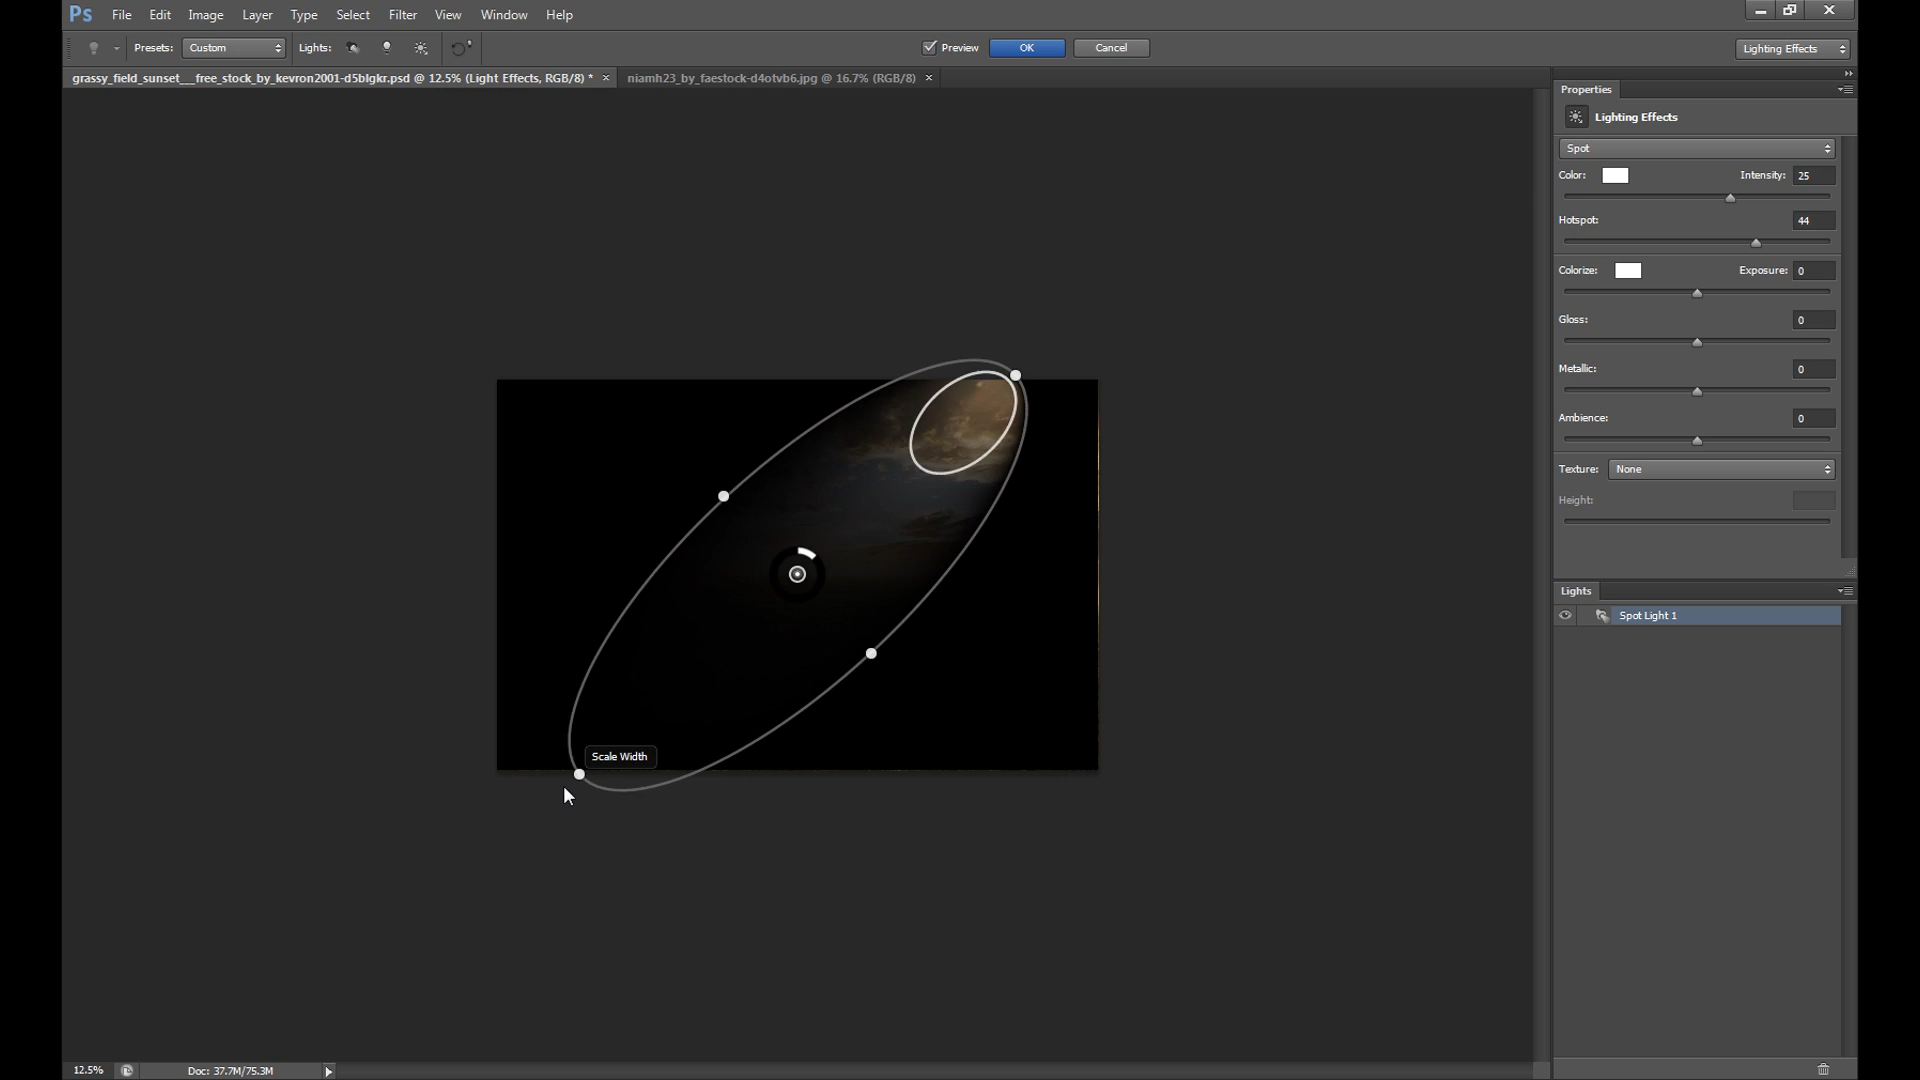 Ps File Edit Image Layer Type Select Filter View Window Help
Presets: Custom Lights: Preview OK Cancel Lighting Effects
grassy_field_sunset___free_stock_by_kevron2001-d5blgkr.psd @ 12.5% (Light Effects, RGB/8) * × niamh23_by_faestock-d4otvb6.jpg @ 16.7% (RGB/8) ×
Properties
Lighting Effects
Spot
Color: Intensity: 25
Hotspot: 44
Colorize: Exposure: 0
Gloss: 0
Metallic: 0
Ambience: 0
Texture: None
Height:
Lights
Spot Light 1
Scale Width
12.5% Doc: 37.7M/75.3M